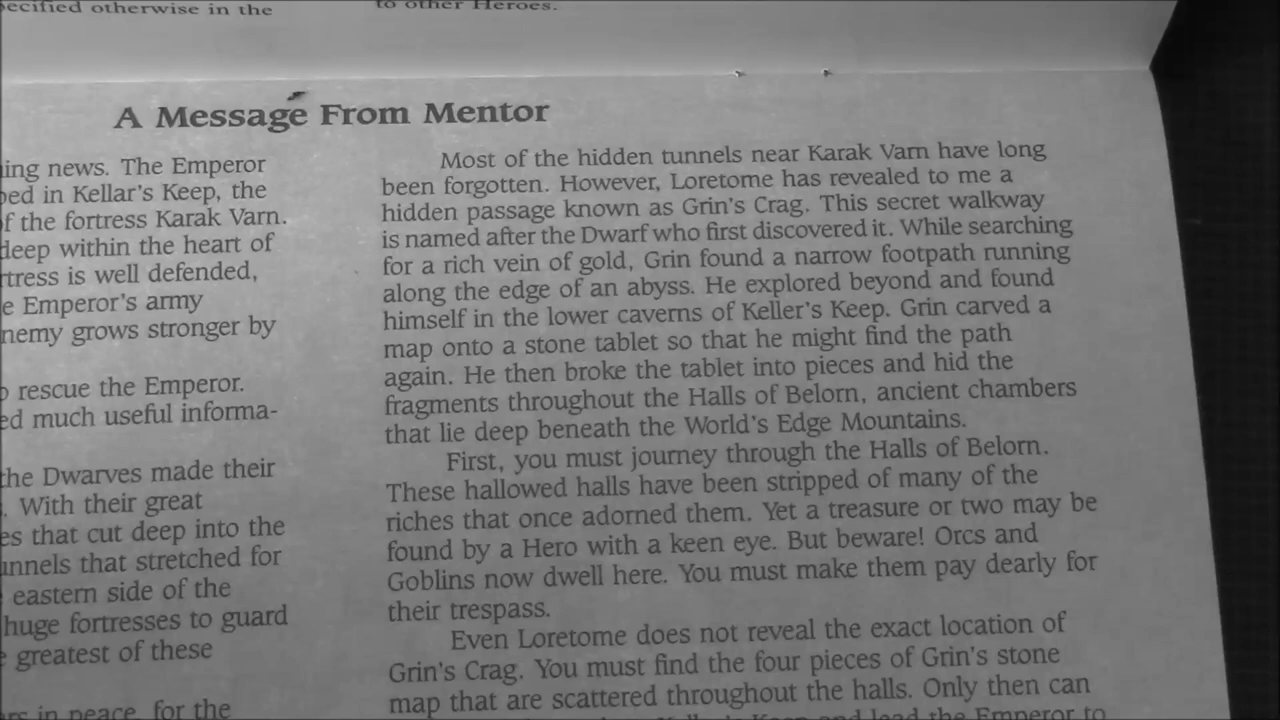 ecified otherwise in the
to other Heroes.
A Message From Mentor
ing news. The Emperor
ed in Kellar's Keep, the
f the fortress Karak Varn.
deep within the heart of
rtress is well defended,
e Emperor's army
nemy grows stronger by
rescue the Emperor.
ed much useful informa-
the Dwarves made their
. With their great
es that cut deep into the
unnels that stretched for
eastern side of the
huge fortresses to guard
greatest of these
in peace, for the
Most of the hidden tunnels near Karak Varn have long
been forgotten. However, Loretome has revealed to me a
hidden passage known as Grin's Crag. This secret walkway
is named after the Dwarf who first discovered it. While searching
for a rich vein of gold, Grin found a narrow footpath running
along the edge of an abyss. He explored beyond and found
himself in the lower caverns of Keller's Keep. Grin carved a
map onto a stone tablet so that he might find the path
again. He then broke the tablet into pieces and hid the
fragments throughout the Halls of Belorn, ancient chambers
that lie deep beneath the World's Edge Mountains.
First, you must journey through the Halls of Belorn.
These hallowed halls have been stripped of many of the
riches that once adorned them. Yet a treasure or two may be
found by a Hero with a keen eye. But beware! Orcs and
Goblins now dwell here. You must make them pay dearly for
their trespass.
Even Loretome does not reveal the exact location of
Grin's Crag. You must find the four pieces of Grin's stone
map that are scattered throughout the halls. Only then can
Keep and lead the Emperor to